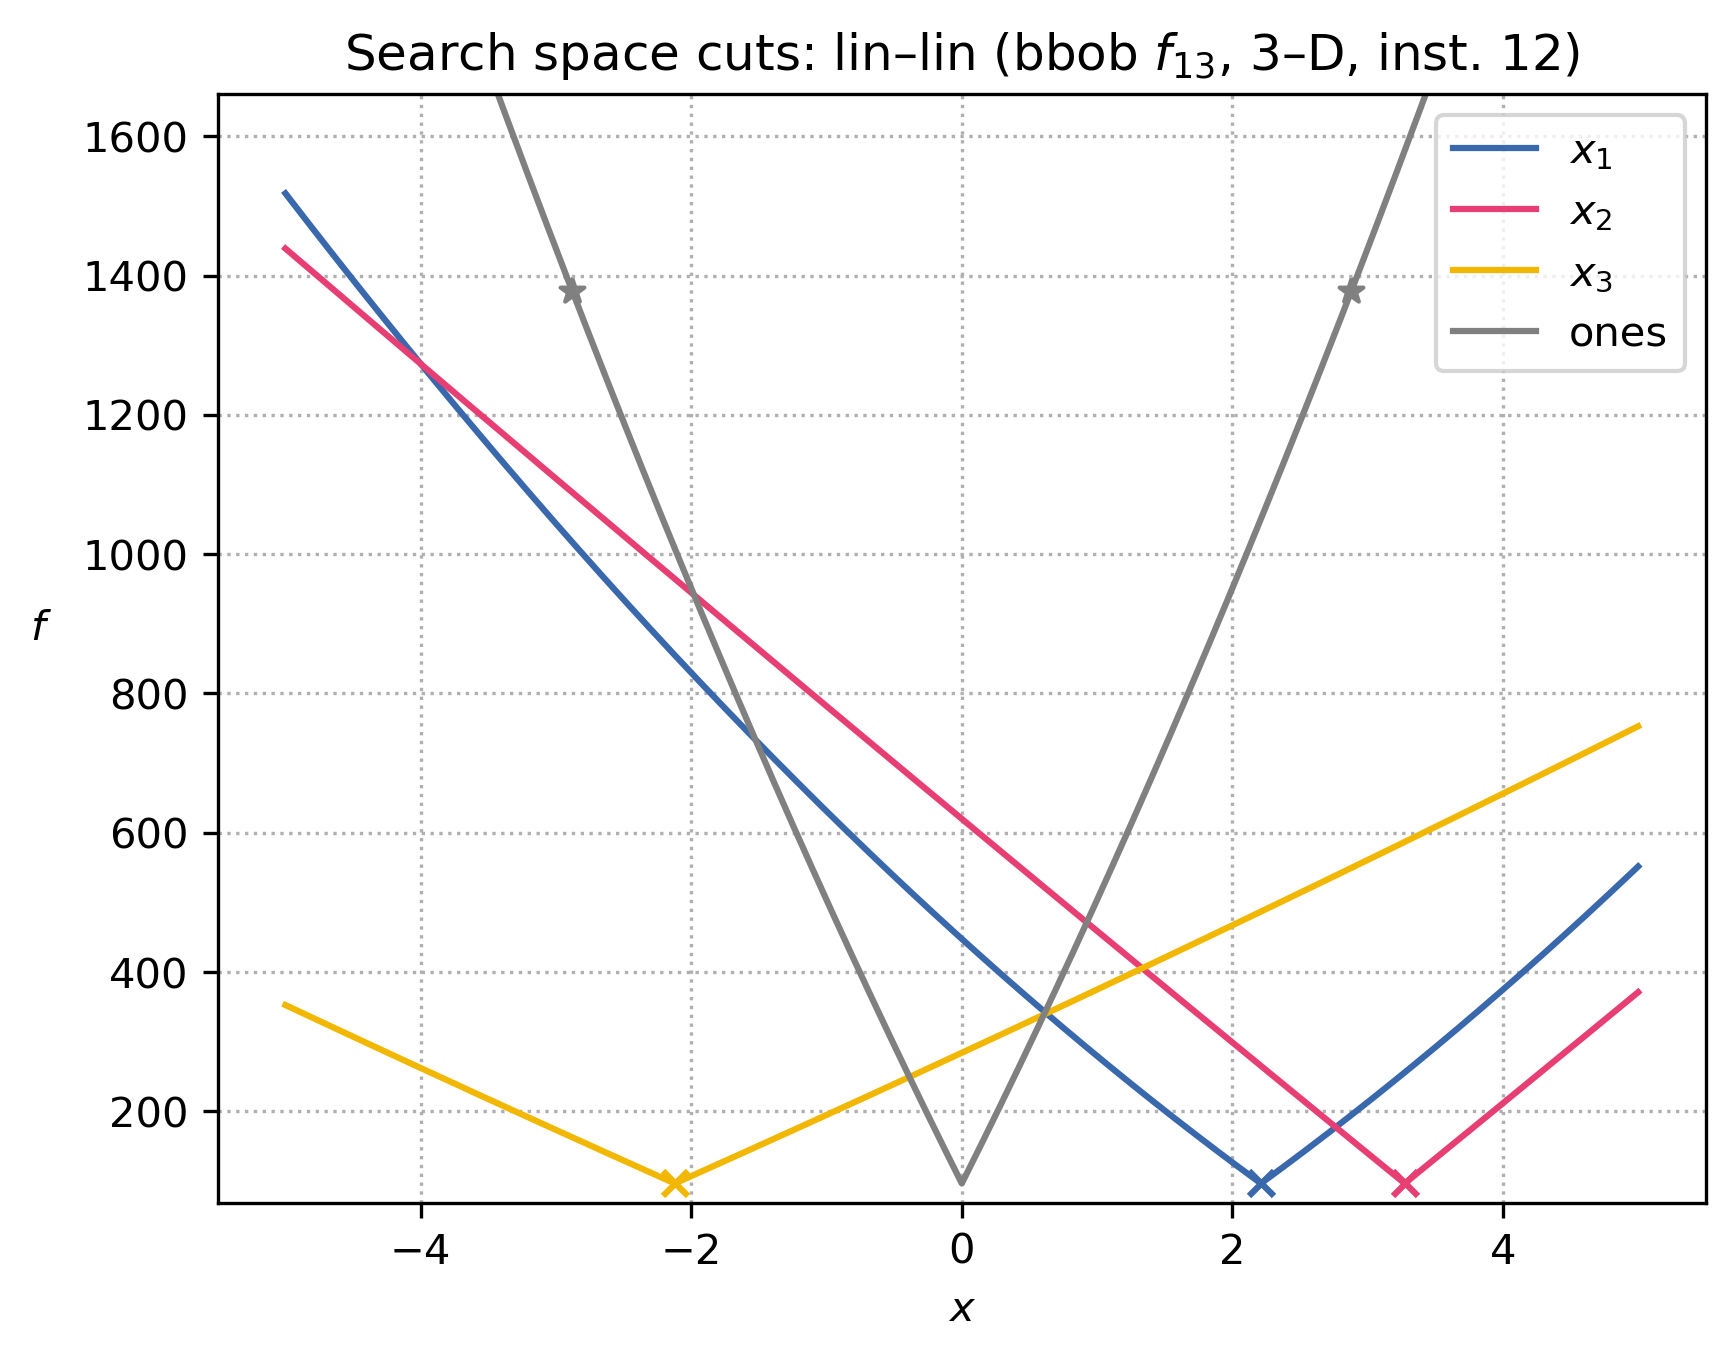 Search space cuts: lin–lin (bbob f13, 3–D, inst. 12)
1600
1400
1200
1000
800
600
400
200
f
−4
−2
0
2
4
x
x1
x2
x3
ones